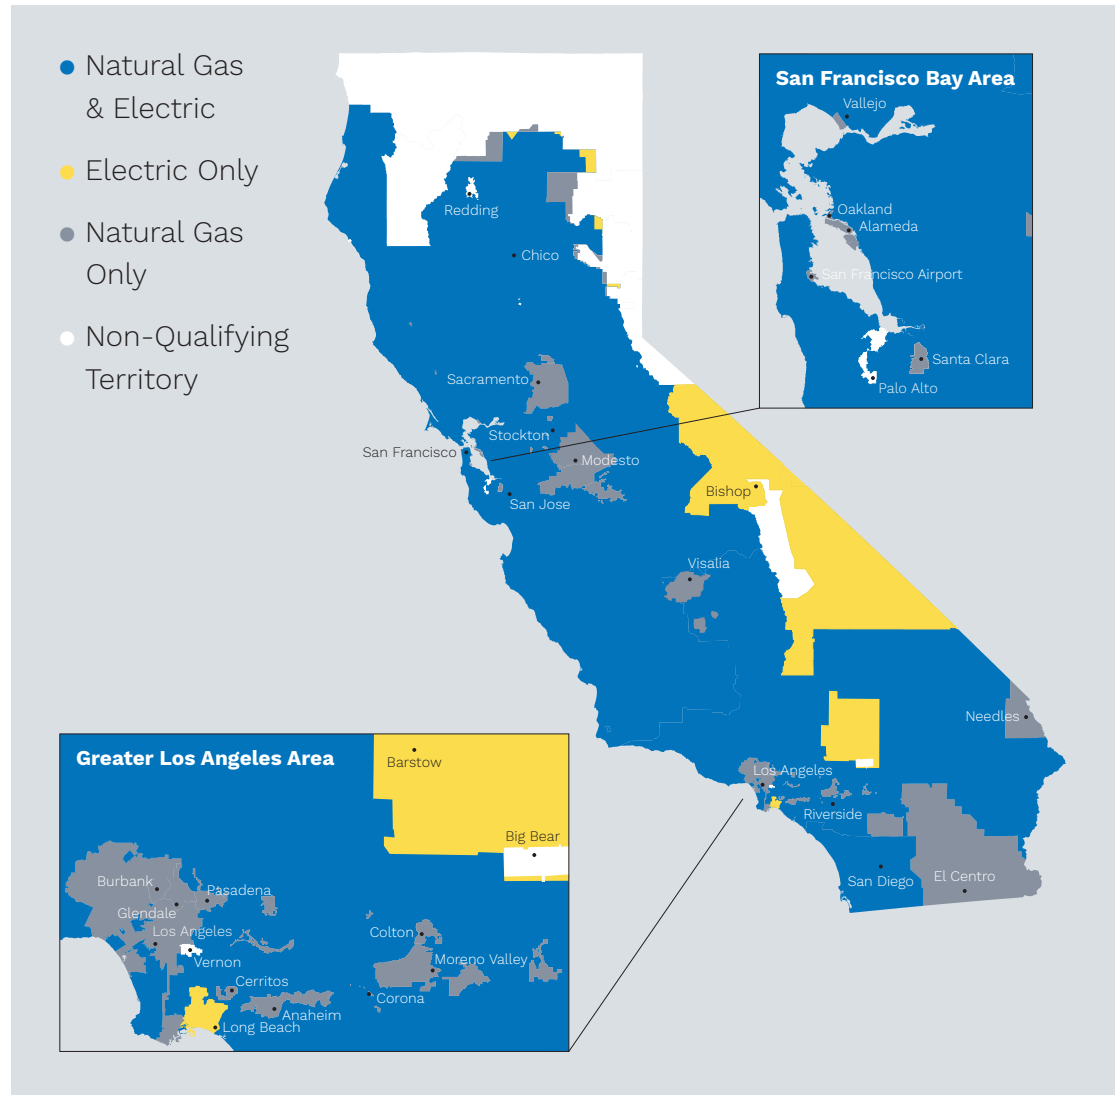 Natural Gas
& Electric
Electric Only
Natural Gas
Only
Non-Qualifying
Territory
San Francisco Bay Area
Vallejo
Oakland
Alameda
San Francisco Airport
Santa Clara
Palo Alto
Redding
Chico
Sacramento
Stockton
San Francisco
Modesto
San Jose
Bishop
Visalia
Needles
Los Angeles
Riverside
San Diego
El Centro
Greater Los Angeles Area
Barstow
Big Bear
Burbank
Pasadena
Glendale
Los Angeles
Vernon
Colton
Moreno Valley
Cerritos
Corona
Anaheim
Long Beach